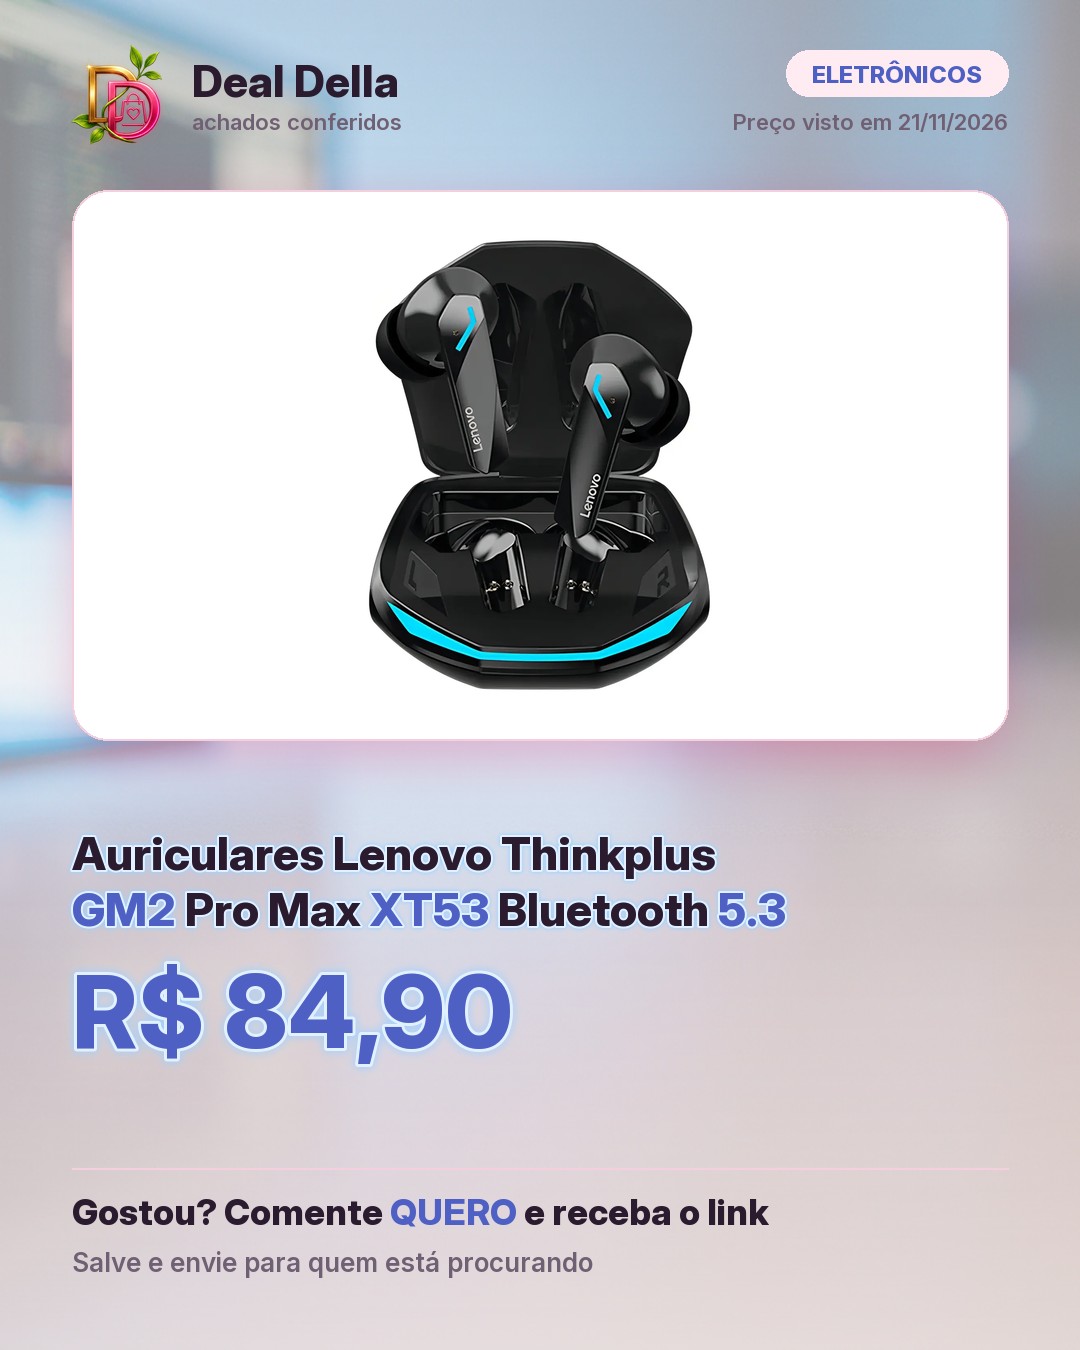 Deal Della
achados conferidos
ELETRÔNICOS
Preço visto em 21/11/2026
Lenovo
Lenovo
Auriculares Lenovo Thinkplus
GM2 Pro Max XT53 Bluetooth 5.3
R$ 84,90
Gostou? Comente QUERO e receba o link
Salve e envie para quem está procurando